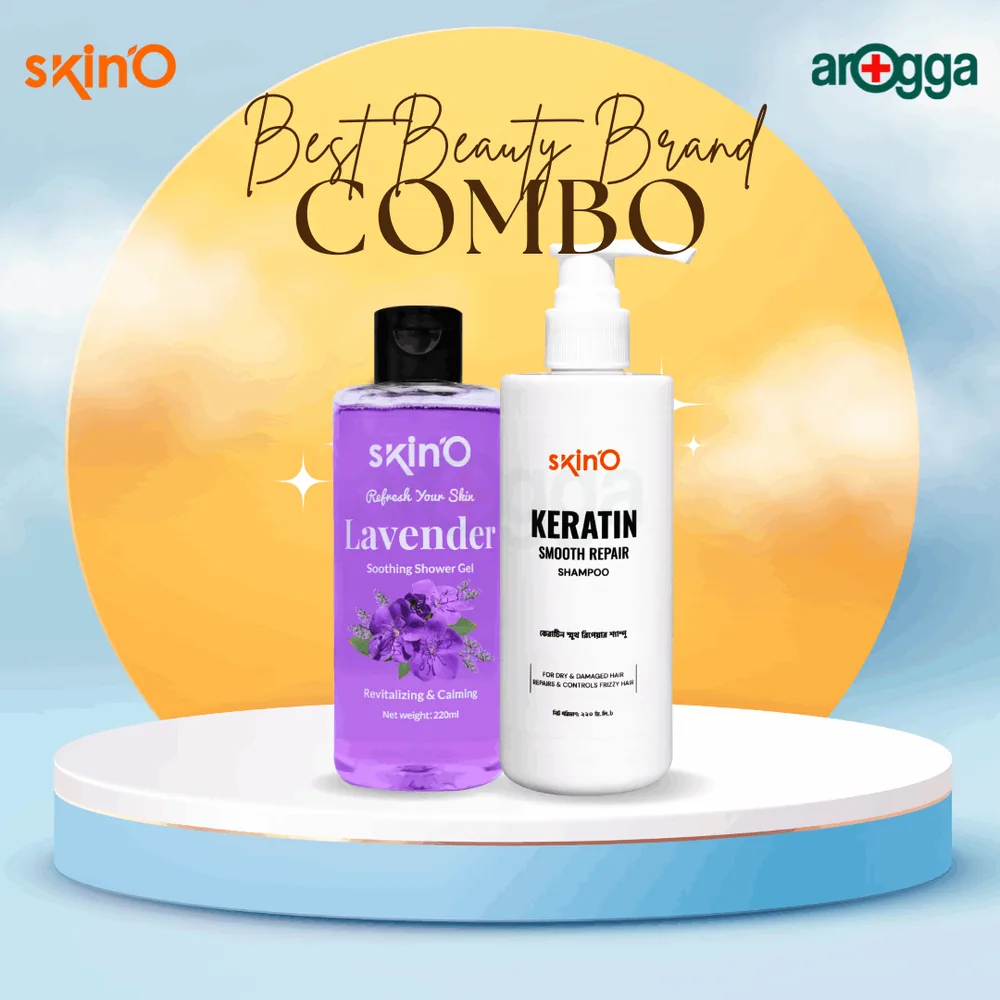 skin'O
arogga
Best Beauty Brand
COMBO
skin'O
Refresh Your Skin
Lavender
Soothing Shower Gel
Revitalizing & Calming
Net weight: 220ml
skin'O
KERATIN
SMOOTH REPAIR
SHAMPOO
কেরাটিন স্মুথ রিপেয়ার শ্যাম্পু
FOR DRY & DAMAGED HAIR
REPAIRS & CONTROLS FRIZZY HAIR